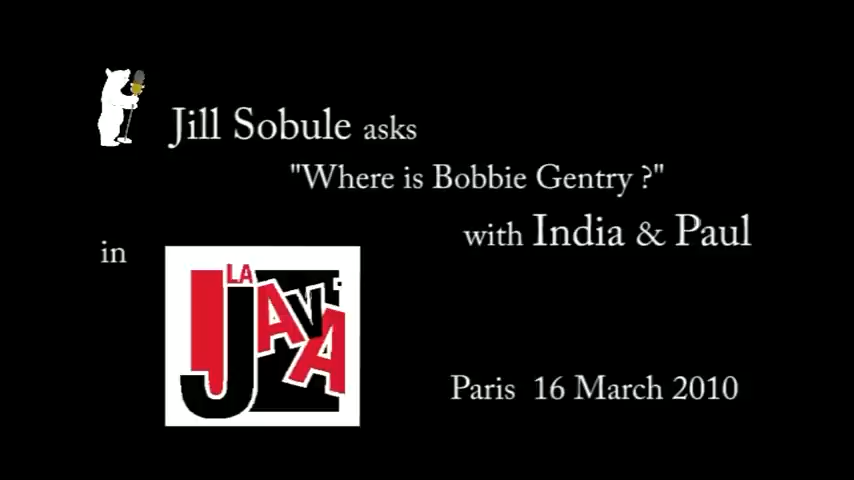 Jill Sobule asks
"Where is Bobbie Gentry ?"
with India & Paul
in
LA
JAVA
Paris 16 March 2010